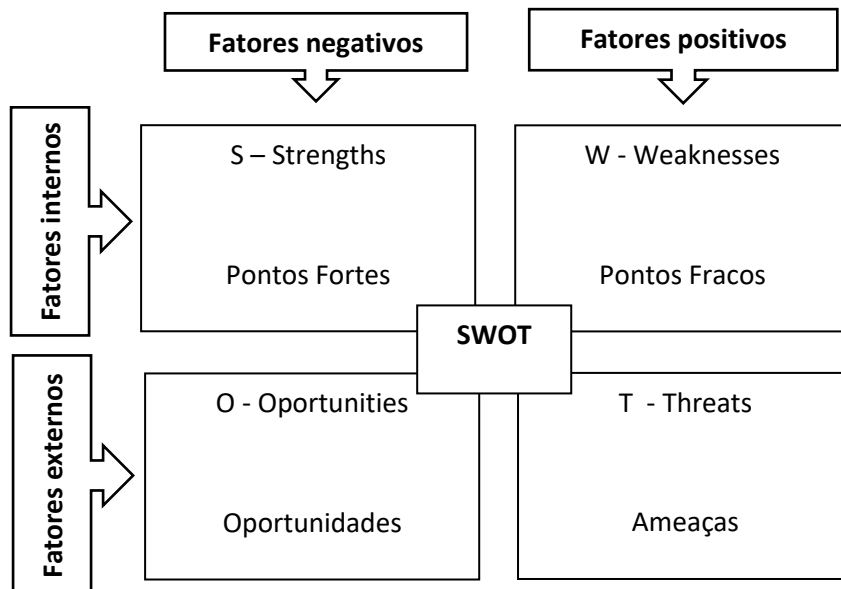 Fatores negativos
Fatores positivos
Fatores internos
S – Strengths
W - Weaknesses
Pontos Fortes
Pontos Fracos
SWOT
Fatores externos
O - Oportunities
T - Threats
Oportunidades
Ameaças